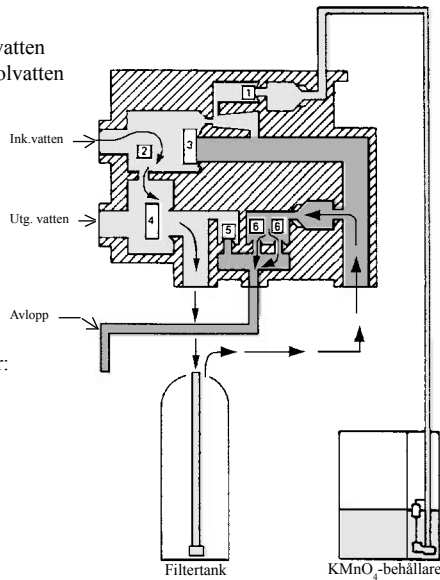 vatten
olvatten
1
Ink.vatten
2
3
Utg. vatten
4
5
6
6
Avlopp
r:
Filtertank
KMnO4-behållare